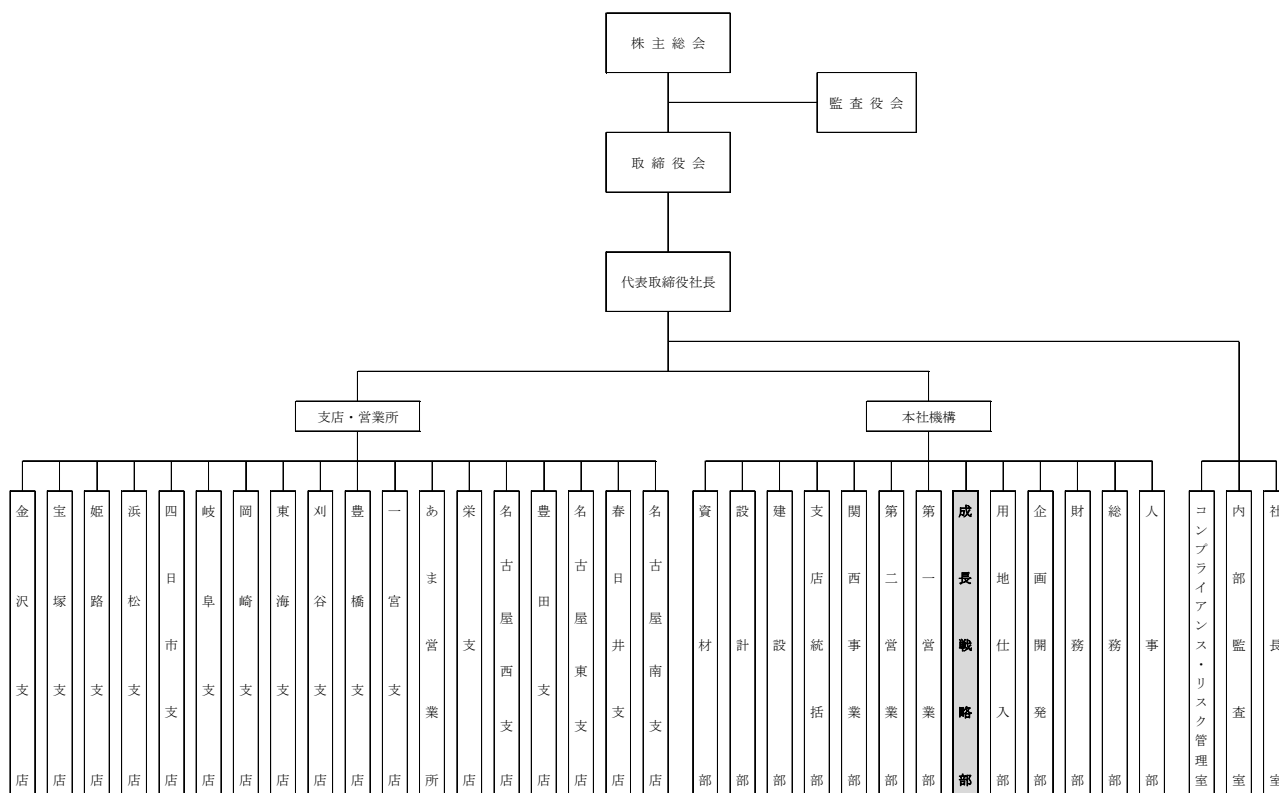 株主総会
監査役会
取締役会
代表取締役社長
支店・営業所
本社機構
金沢支店
宝塚支店
姫路支店
浜松支店
四日市支店
岐阜支店
岡崎支店
東海支店
刈谷支店
豊橋支店
一宮支店
あま営業所
栄支店
名古屋西支店
豊田支店
名古屋東支店
春日井支店
名古屋南支店
資材部
設計部
建設部
支店統括部
関西事業部
第二営業部
第一営業部
成長戦略部
用地仕入部
企画開発部
財務部
総務部
人事部
コンプライアンス・リスク管理室
内部監査室
社長室